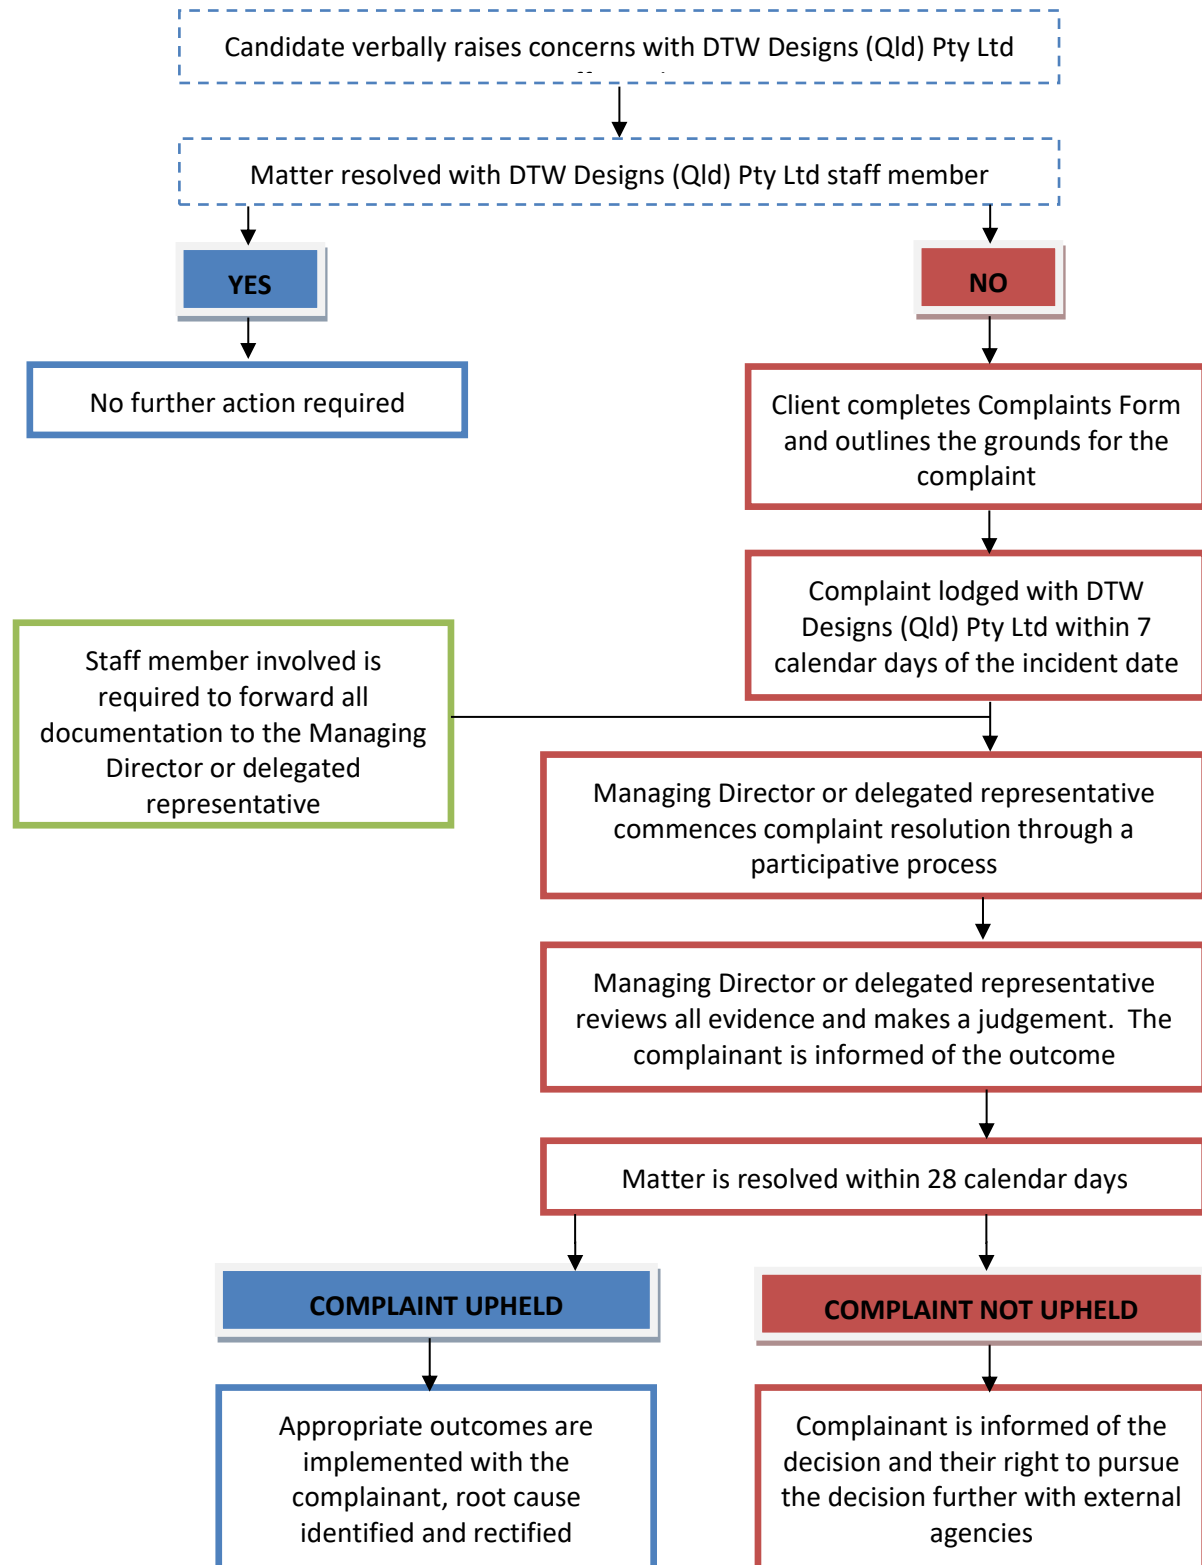 Candidate verbally raises concerns with DTW Designs (Qld) Pty Ltd
Matter resolved with DTW Designs (Qld) Pty Ltd staff member
YES
NO
No further action required
Client completes Complaints Form
and outlines the grounds for the
complaint
Complaint lodged with DTW
Designs (Qld) Pty Ltd within 7
calendar days of the incident date
Staff member involved is
required to forward all
documentation to the Managing
Director or delegated
representative
Managing Director or delegated representative
commences complaint resolution through a
participative process
Managing Director or delegated representative
reviews all evidence and makes a judgement.  The
complainant is informed of the outcome
Matter is resolved within 28 calendar days
COMPLAINT UPHELD
COMPLAINT NOT UPHELD
Appropriate outcomes are
implemented with the
complainant, root cause
identified and rectified
Complainant is informed of the
decision and their right to pursue
the decision further with external
agencies